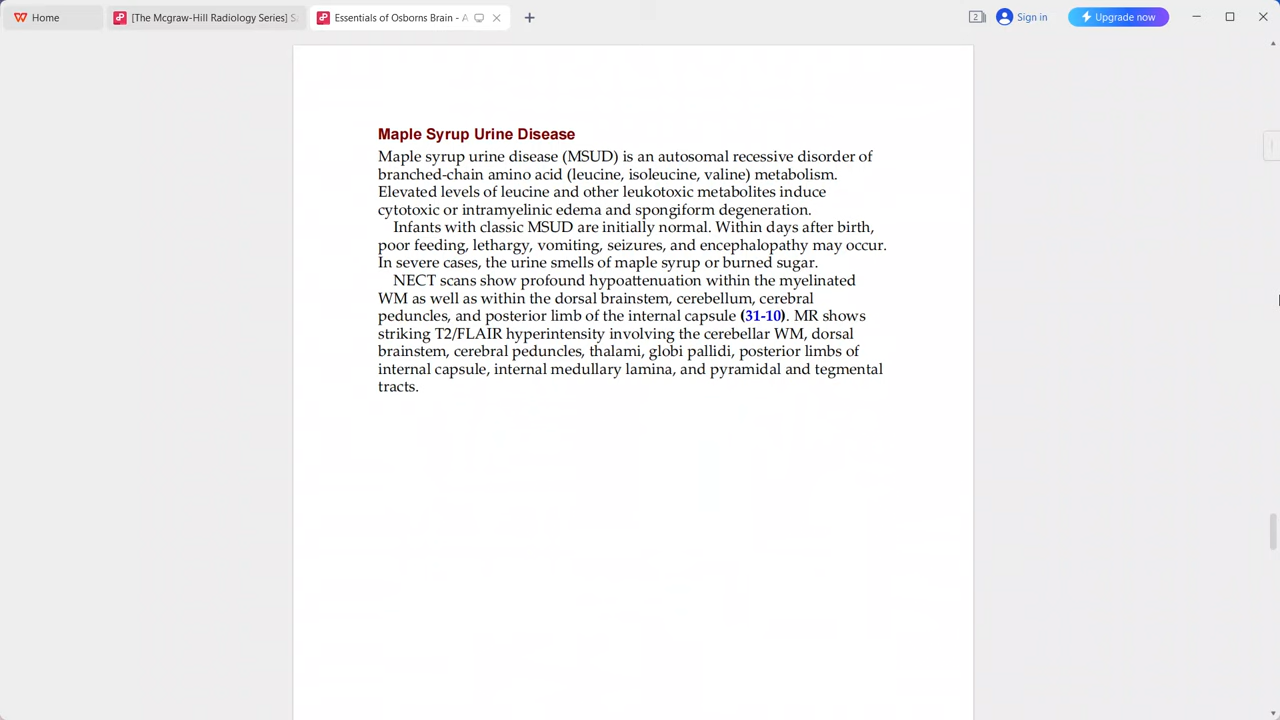 Home
[The Mcgraw-Hill Radiology Series] S
Essentials of Osborns Brain - A
2
Sign in
Upgrade now
Maple Syrup Urine Disease
Maple syrup urine disease (MSUD) is an autosomal recessive disorder of
branched-chain amino acid (leucine, isoleucine, valine) metabolism.
Elevated levels of leucine and other leukotoxic metabolites induce
cytotoxic or intramyelinic edema and spongiform degeneration.
Infants with classic MSUD are initially normal. Within days after birth,
poor feeding, lethargy, vomiting, seizures, and encephalopathy may occur.
In severe cases, the urine smells of maple syrup or burned sugar.
NECT scans show profound hypoattenuation within the myelinated
WM as well as within the dorsal brainstem, cerebellum, cerebral
peduncles, and posterior limb of the internal capsule (31-10). MR shows
striking T2/FLAIR hyperintensity involving the cerebellar WM, dorsal
brainstem, cerebral peduncles, thalami, globi pallidi, posterior limbs of
internal capsule, internal medullary lamina, and pyramidal and tegmental
tracts.